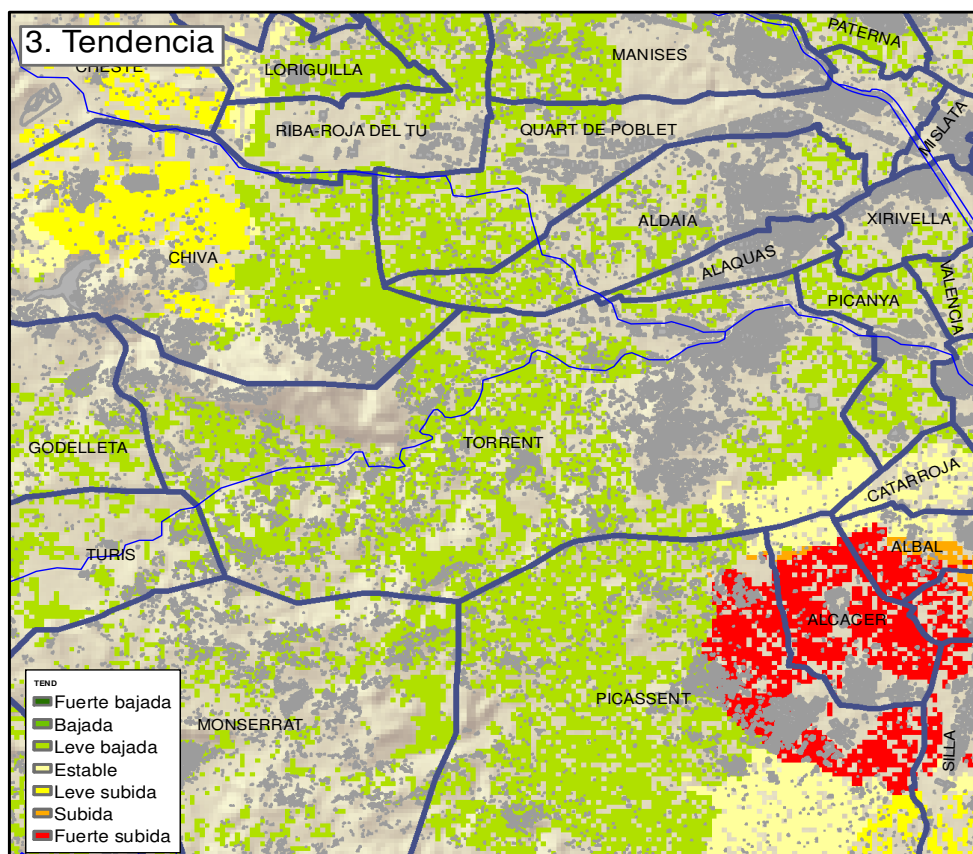 3. Tendencia
PATERNA
CHESTE
LORIGUILLA
MANISES
RIBA-ROJA DEL TU
QUART DE POBLET
MISLATA
ALDAIA
XIRIVELLA
CHIVA
ALAQUAS
VALENCIA
PICANYA
GODELLETA
TORRENT
CATARROJA
TURIS
ALBAL
ALCACER
PICASSENT
MONSERRAT
SILLA
TEND
Fuerte bajada
Bajada
Leve bajada
Estable
Leve subida
Subida
Fuerte subida